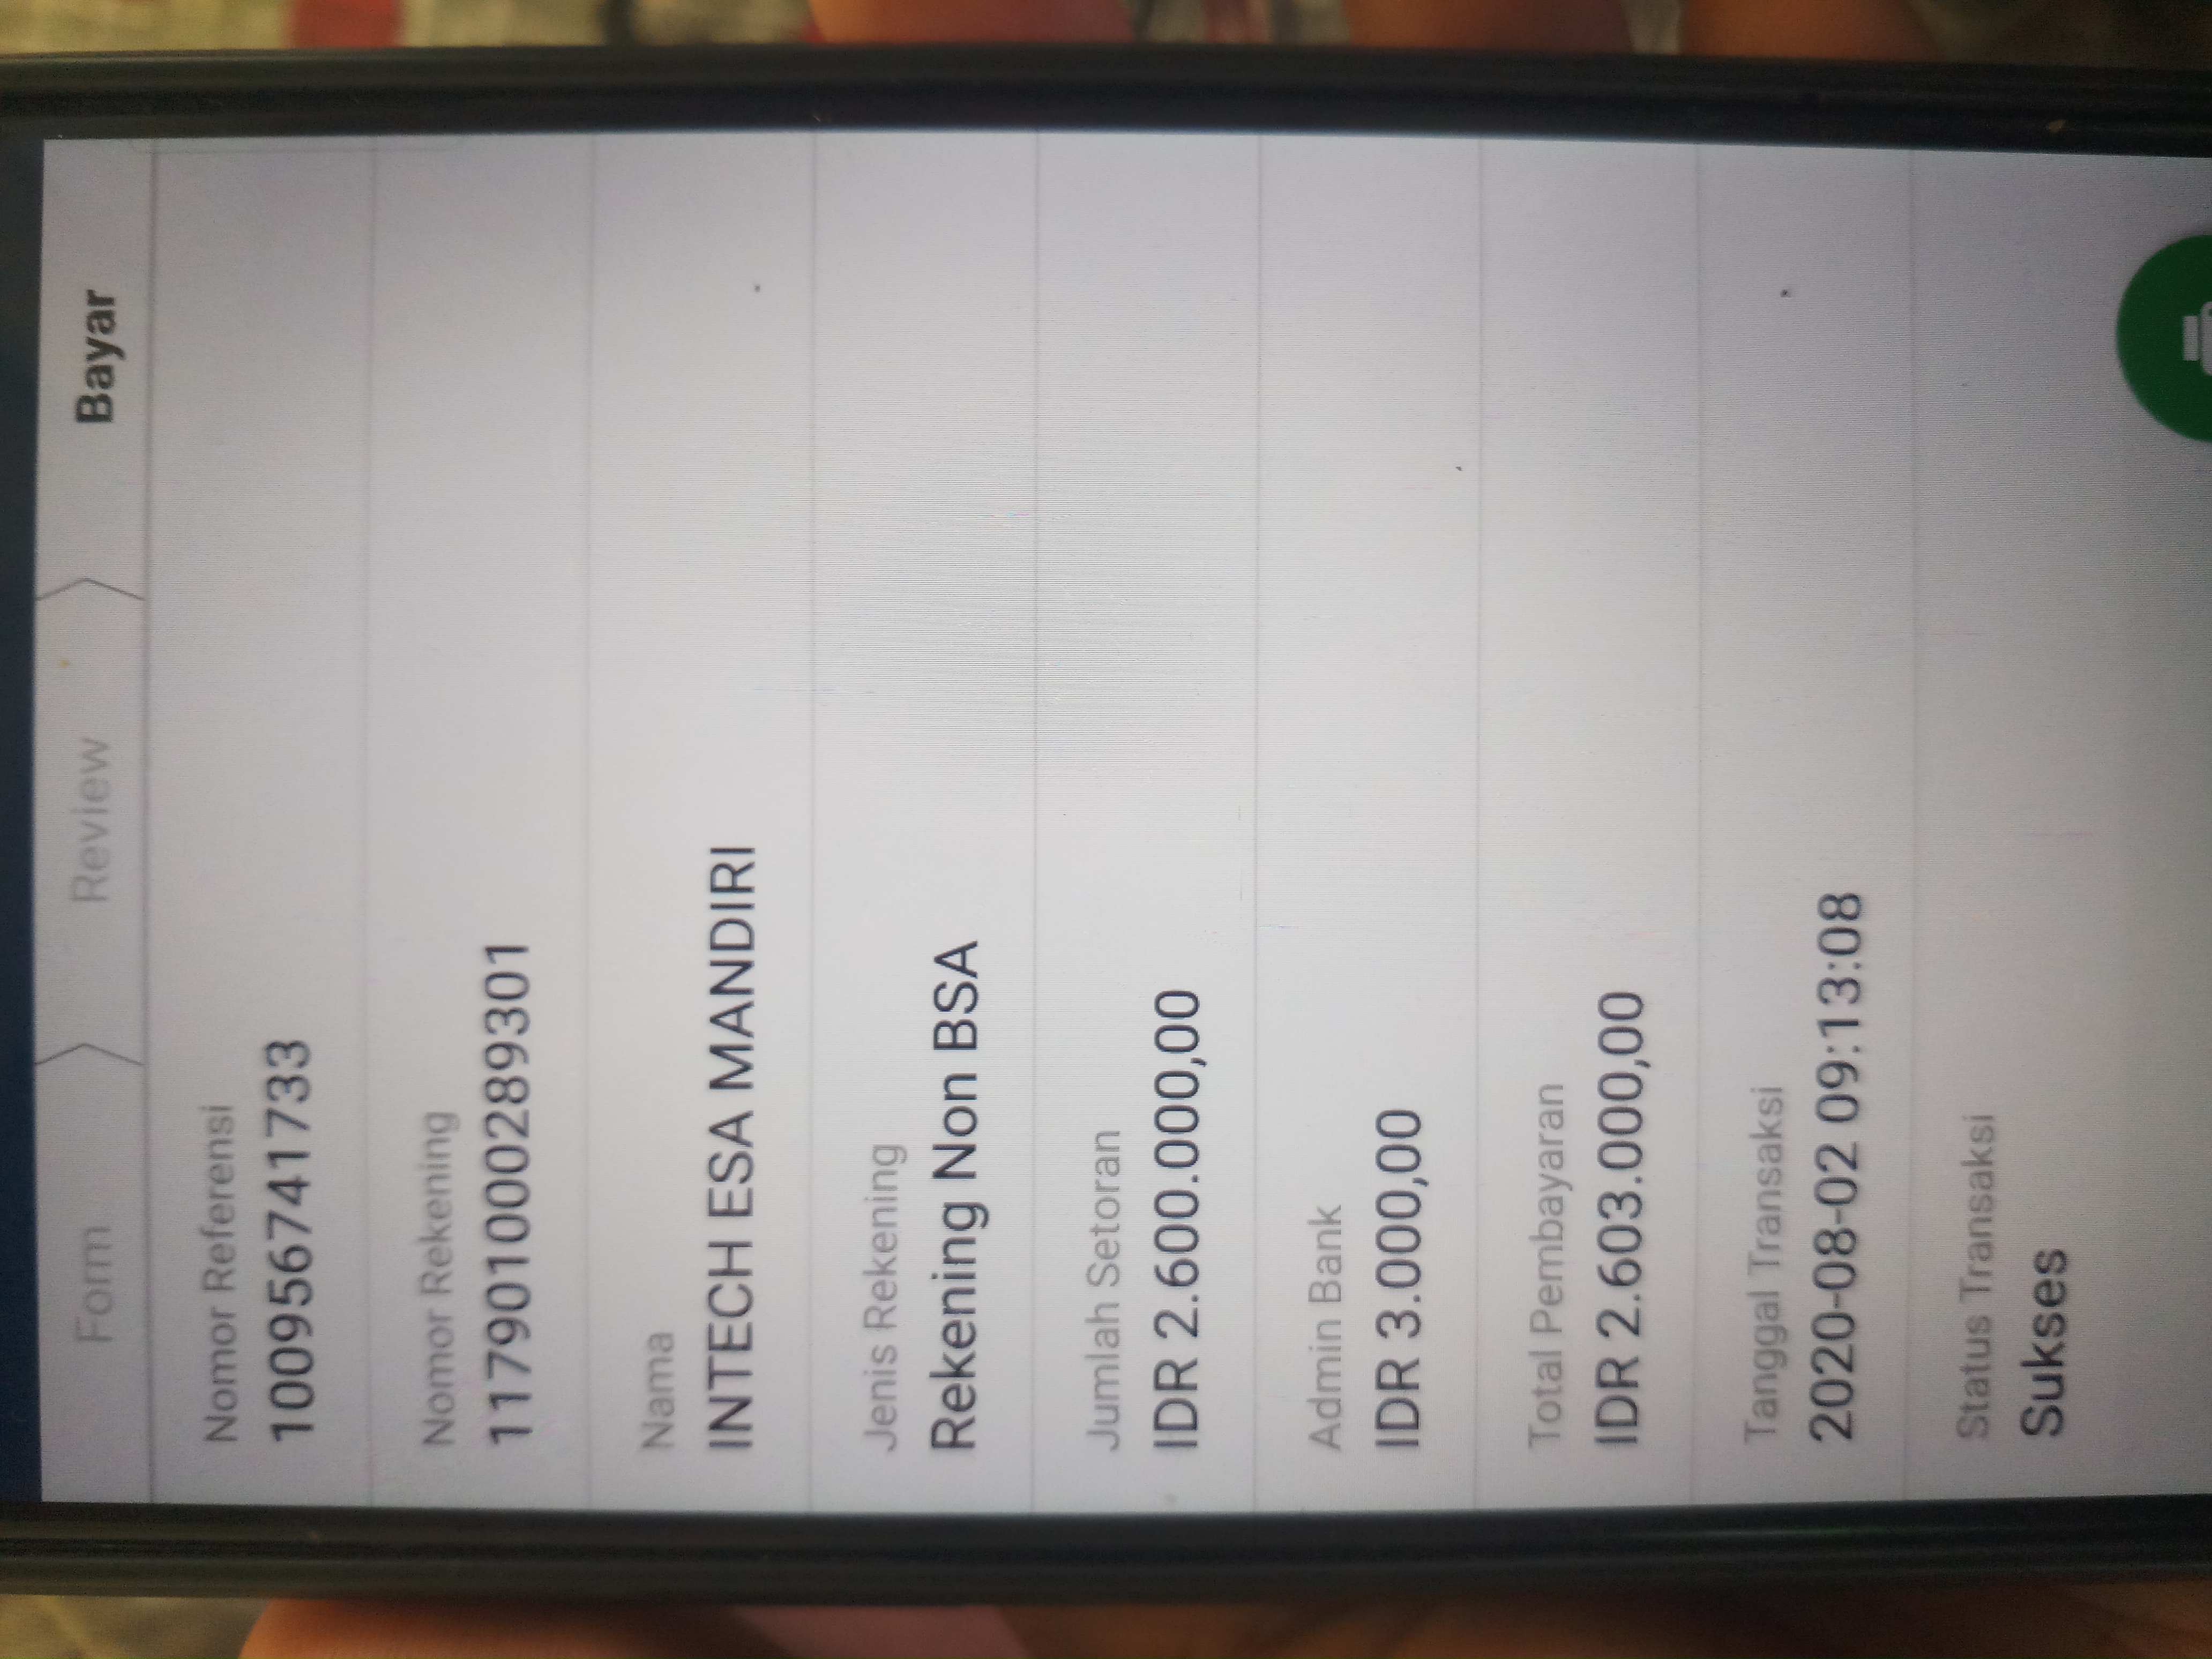 Form Review Bayar
Nomor Referensi
100956741733
Nomor Rekening
117901000289301
Nama
INTECH ESA MANDIRI
Jenis Rekening
Rekening Non BSA
Jumlah Setoran
IDR 2.600.000,00
Admin Bank
IDR 3.000,00
Total Pembayaran
IDR 2.603.000,00
Tanggal Transaksi
2020-08-02 09:13:08
Status Transaksi
Sukses